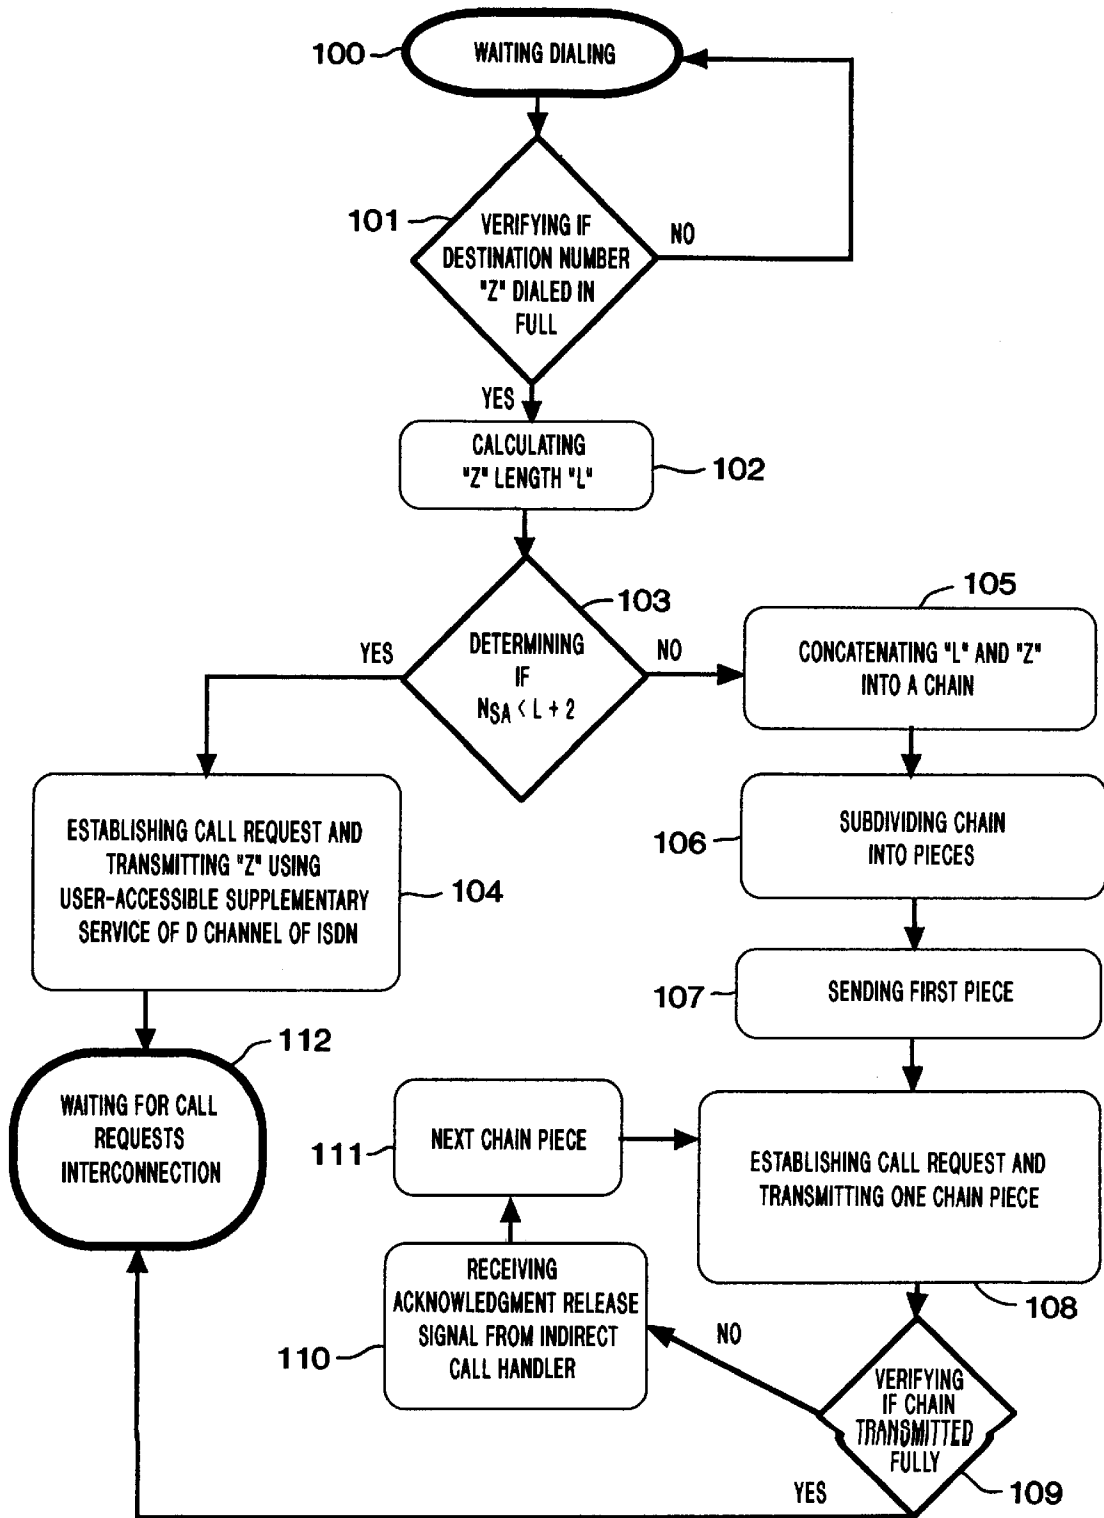 100
WAITING DIALING
101
VERIFYING IF
DESTINATION NUMBER
"Z" DIALED IN
FULL
NO
YES
CALCULATING
"Z" LENGTH "L"
102
103
YES
DETERMINING
IF
NSA < L + 2
NO
105
CONCATENATING "L" AND "Z"
INTO A CHAIN
ESTABLISHING CALL REQUEST AND
TRANSMITTING "Z" USING
USER-ACCESSIBLE SUPPLEMENTARY
SERVICE OF D CHANNEL OF ISDN
104
106
SUBDIVIDING CHAIN
INTO PIECES
107
SENDING FIRST PIECE
112
WAITING FOR CALL
REQUESTS
INTERCONNECTION
111
NEXT CHAIN PIECE
ESTABLISHING CALL REQUEST AND
TRANSMITTING ONE CHAIN PIECE
108
110
RECEIVING
ACKNOWLEDGMENT RELEASE
SIGNAL FROM INDIRECT
CALL HANDLER
NO
VERIFYING
IF CHAIN
TRANSMITTED
FULLY
YES
109